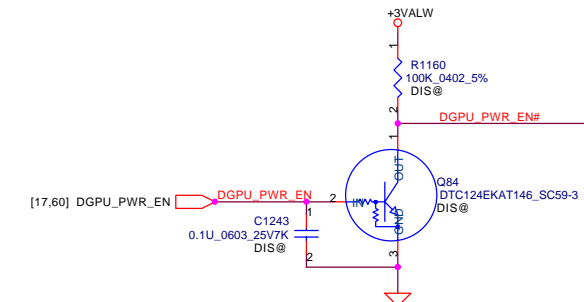 +3VALW
1
R1160
100K_0402_5%
DIS@
2
DGPU_PWR_EN#
1
OUT
Q84
DTC124EKAT146_SC59-3
DIS@
[17,60] DGPU_PWR_EN
DGPU_PWR_EN
2
IN
GND
3
1
C1243
0.1U_0603_25V7K
DIS@
2